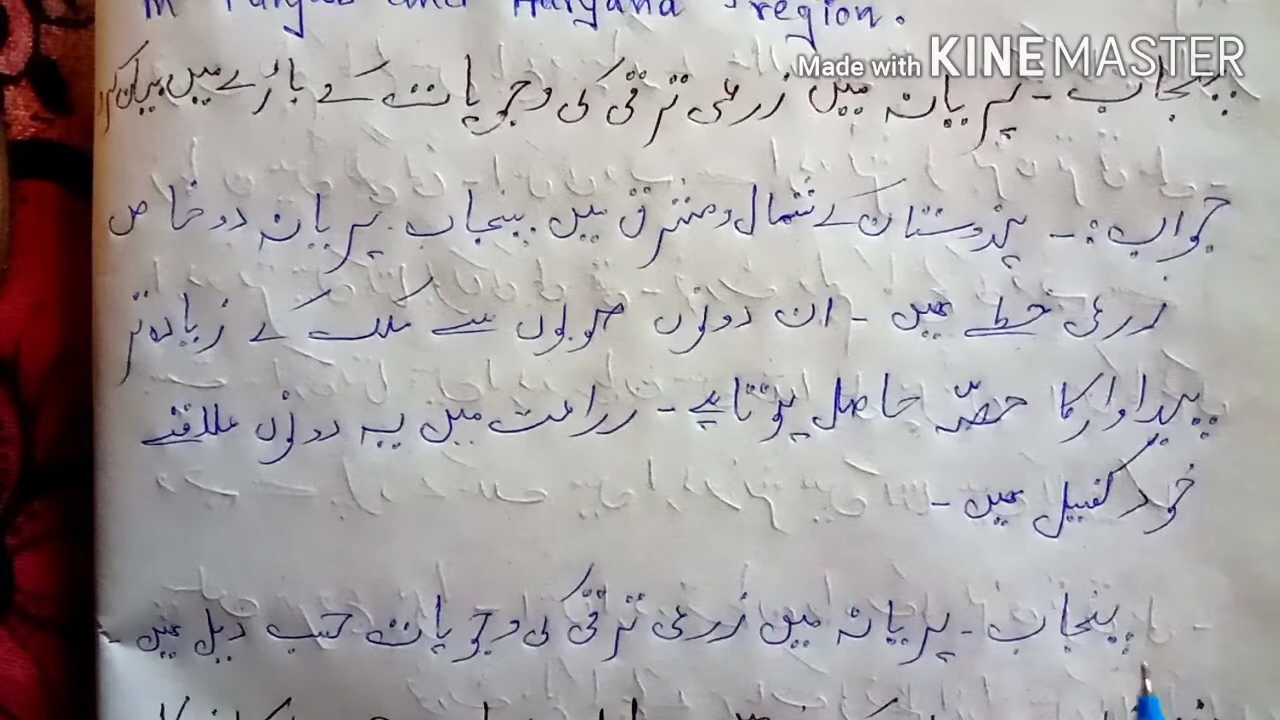 in Punjab and Haryana region.
Made with KINEMASTER
پنجاب - ہریانہ میں زرعی ترقی کی وجوہات کے بارے میں بیان کرو
جواب :- ہندوستان کے شمال و مشرق میں پنجاب ہریانہ دو خاص
زرعی خطے ہیں - ان دونوں صوبوں سے ملک کے زیادہ تر
پیداوار کا حصّہ حاصل ہوتا ہے - زراعت میں یہ دونوں علاقے
خود کفیل ہیں -
پنجاب - ہریانہ میں زرعی ترقی کی وجوہات حسب ذیل ہیں -